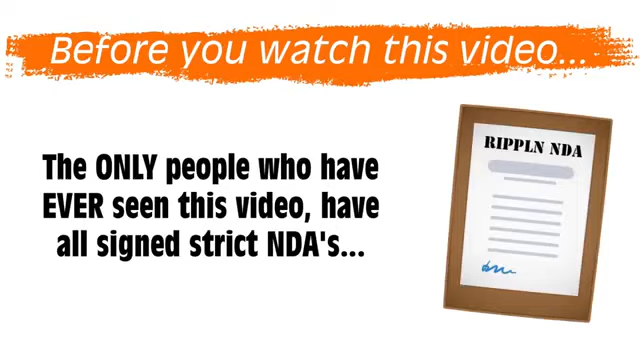 Before you watch this video...
The ONLY people who have
EVER seen this video, have
all signed strict NDA's...
RIPPLN NDA